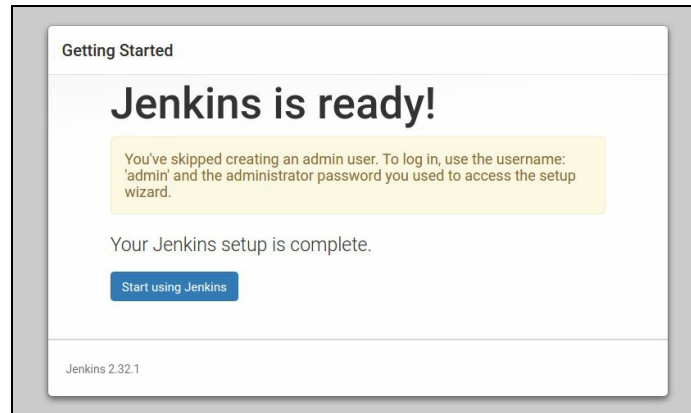 Getting Started
Jenkins is ready!
You've skipped creating an admin user. To log in, use the username:
'admin' and the administrator password you used to access the setup
wizard.
Your Jenkins setup is complete.
Start using Jenkins
Jenkins 2.32.1